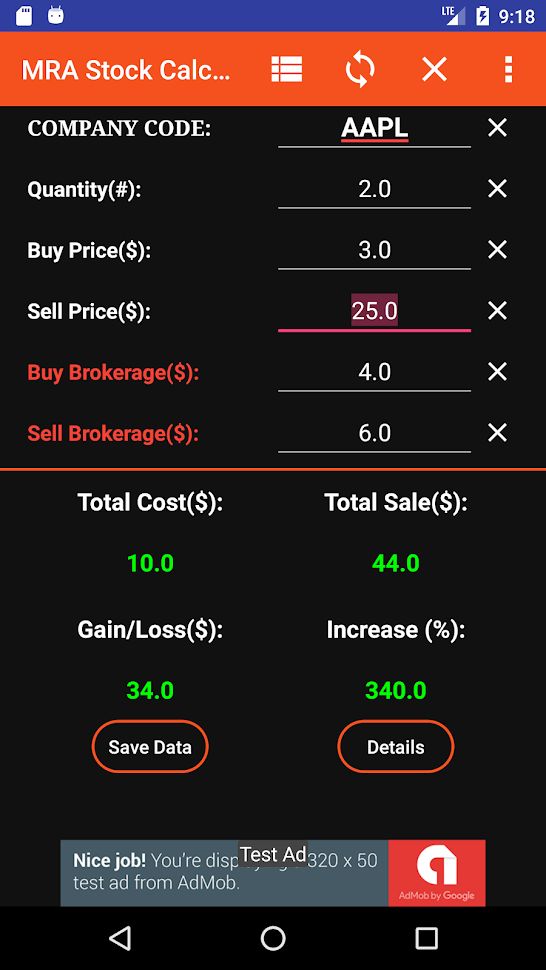 LTE 9:18
MRA Stock Calc...
COMPANY CODE: AAPL
Quantity(#): 2.0
Buy Price($): 3.0
Sell Price($): 25.0
Buy Brokerage($): 4.0
Sell Brokerage($): 6.0
Total Cost($): Total Sale($):
10.0 44.0
Gain/Loss($): Increase (%):
34.0 340.0
Save Data Details
Test Ad
Nice job! You're disp 320 x 50
test ad from AdMob.
AdMob by Google